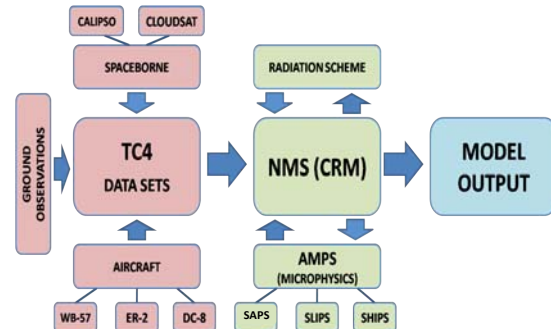 CALIPSO
CLOUDSAT
SPACEBORNE
RADIATION SCHEME
GROUND
OBSERVATIONS
TC4
DATA SETS
NMS (CRM)
MODEL
OUTPUT
AIRCRAFT
AMPS
(MICROPHYSICS)
WB-57
ER-2
DC-8
SAPS
SLIPS
SHIPS